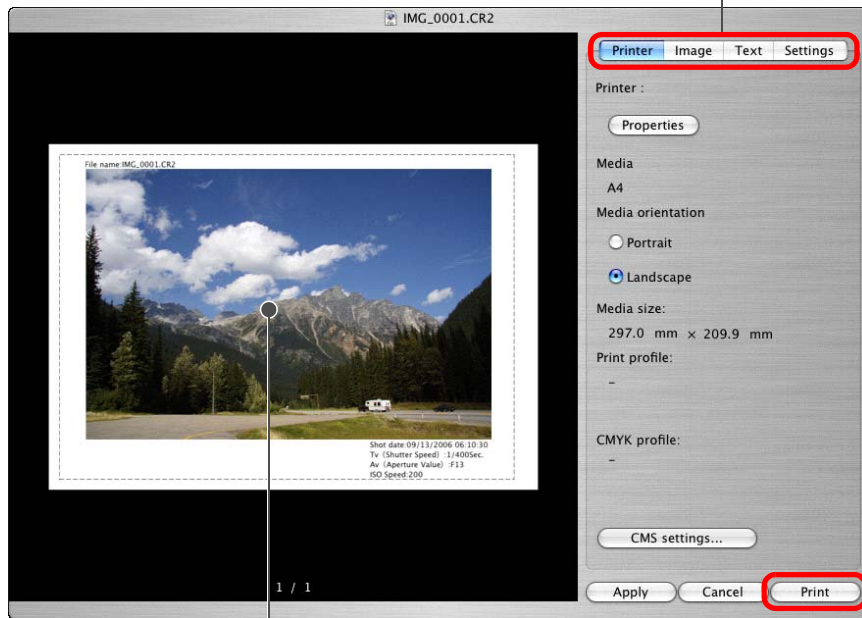 IMG_0001.CR2
Printer Image Text Settings
Printer :
Properties
Media
A4
Media orientation
Portrait
Landscape
Media size:
297.0 mm × 209.9 mm
Print profile:
–
CMYK profile:
–
CMS settings...
File name:IMG_0001.CR2
Shot date:09/13/2006 06:10:30
Tv (Shutter Speed) :1/400Sec.
Av (Aperture Value) :F13
ISO Speed:200
1 / 1
Apply Cancel Print